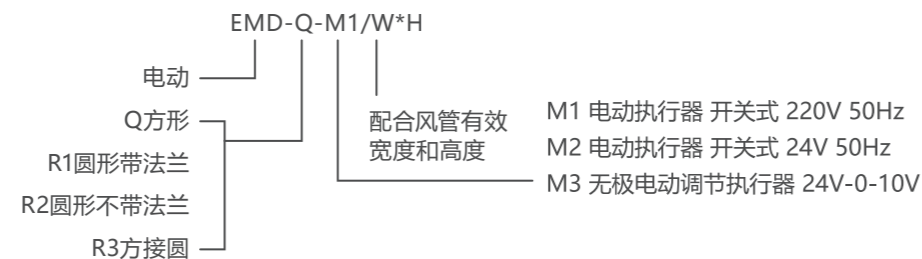 EMD-Q-M1/W*H
电动
Q方形
R1圆形带法兰
R2圆形不带法兰
R3方接圆
配合风管有效
宽度和高度
M1 电动执行器 开关式 220V 50Hz
M2 电动执行器 开关式 24V 50Hz
M3 无极电动调节执行器 24V-0-10V